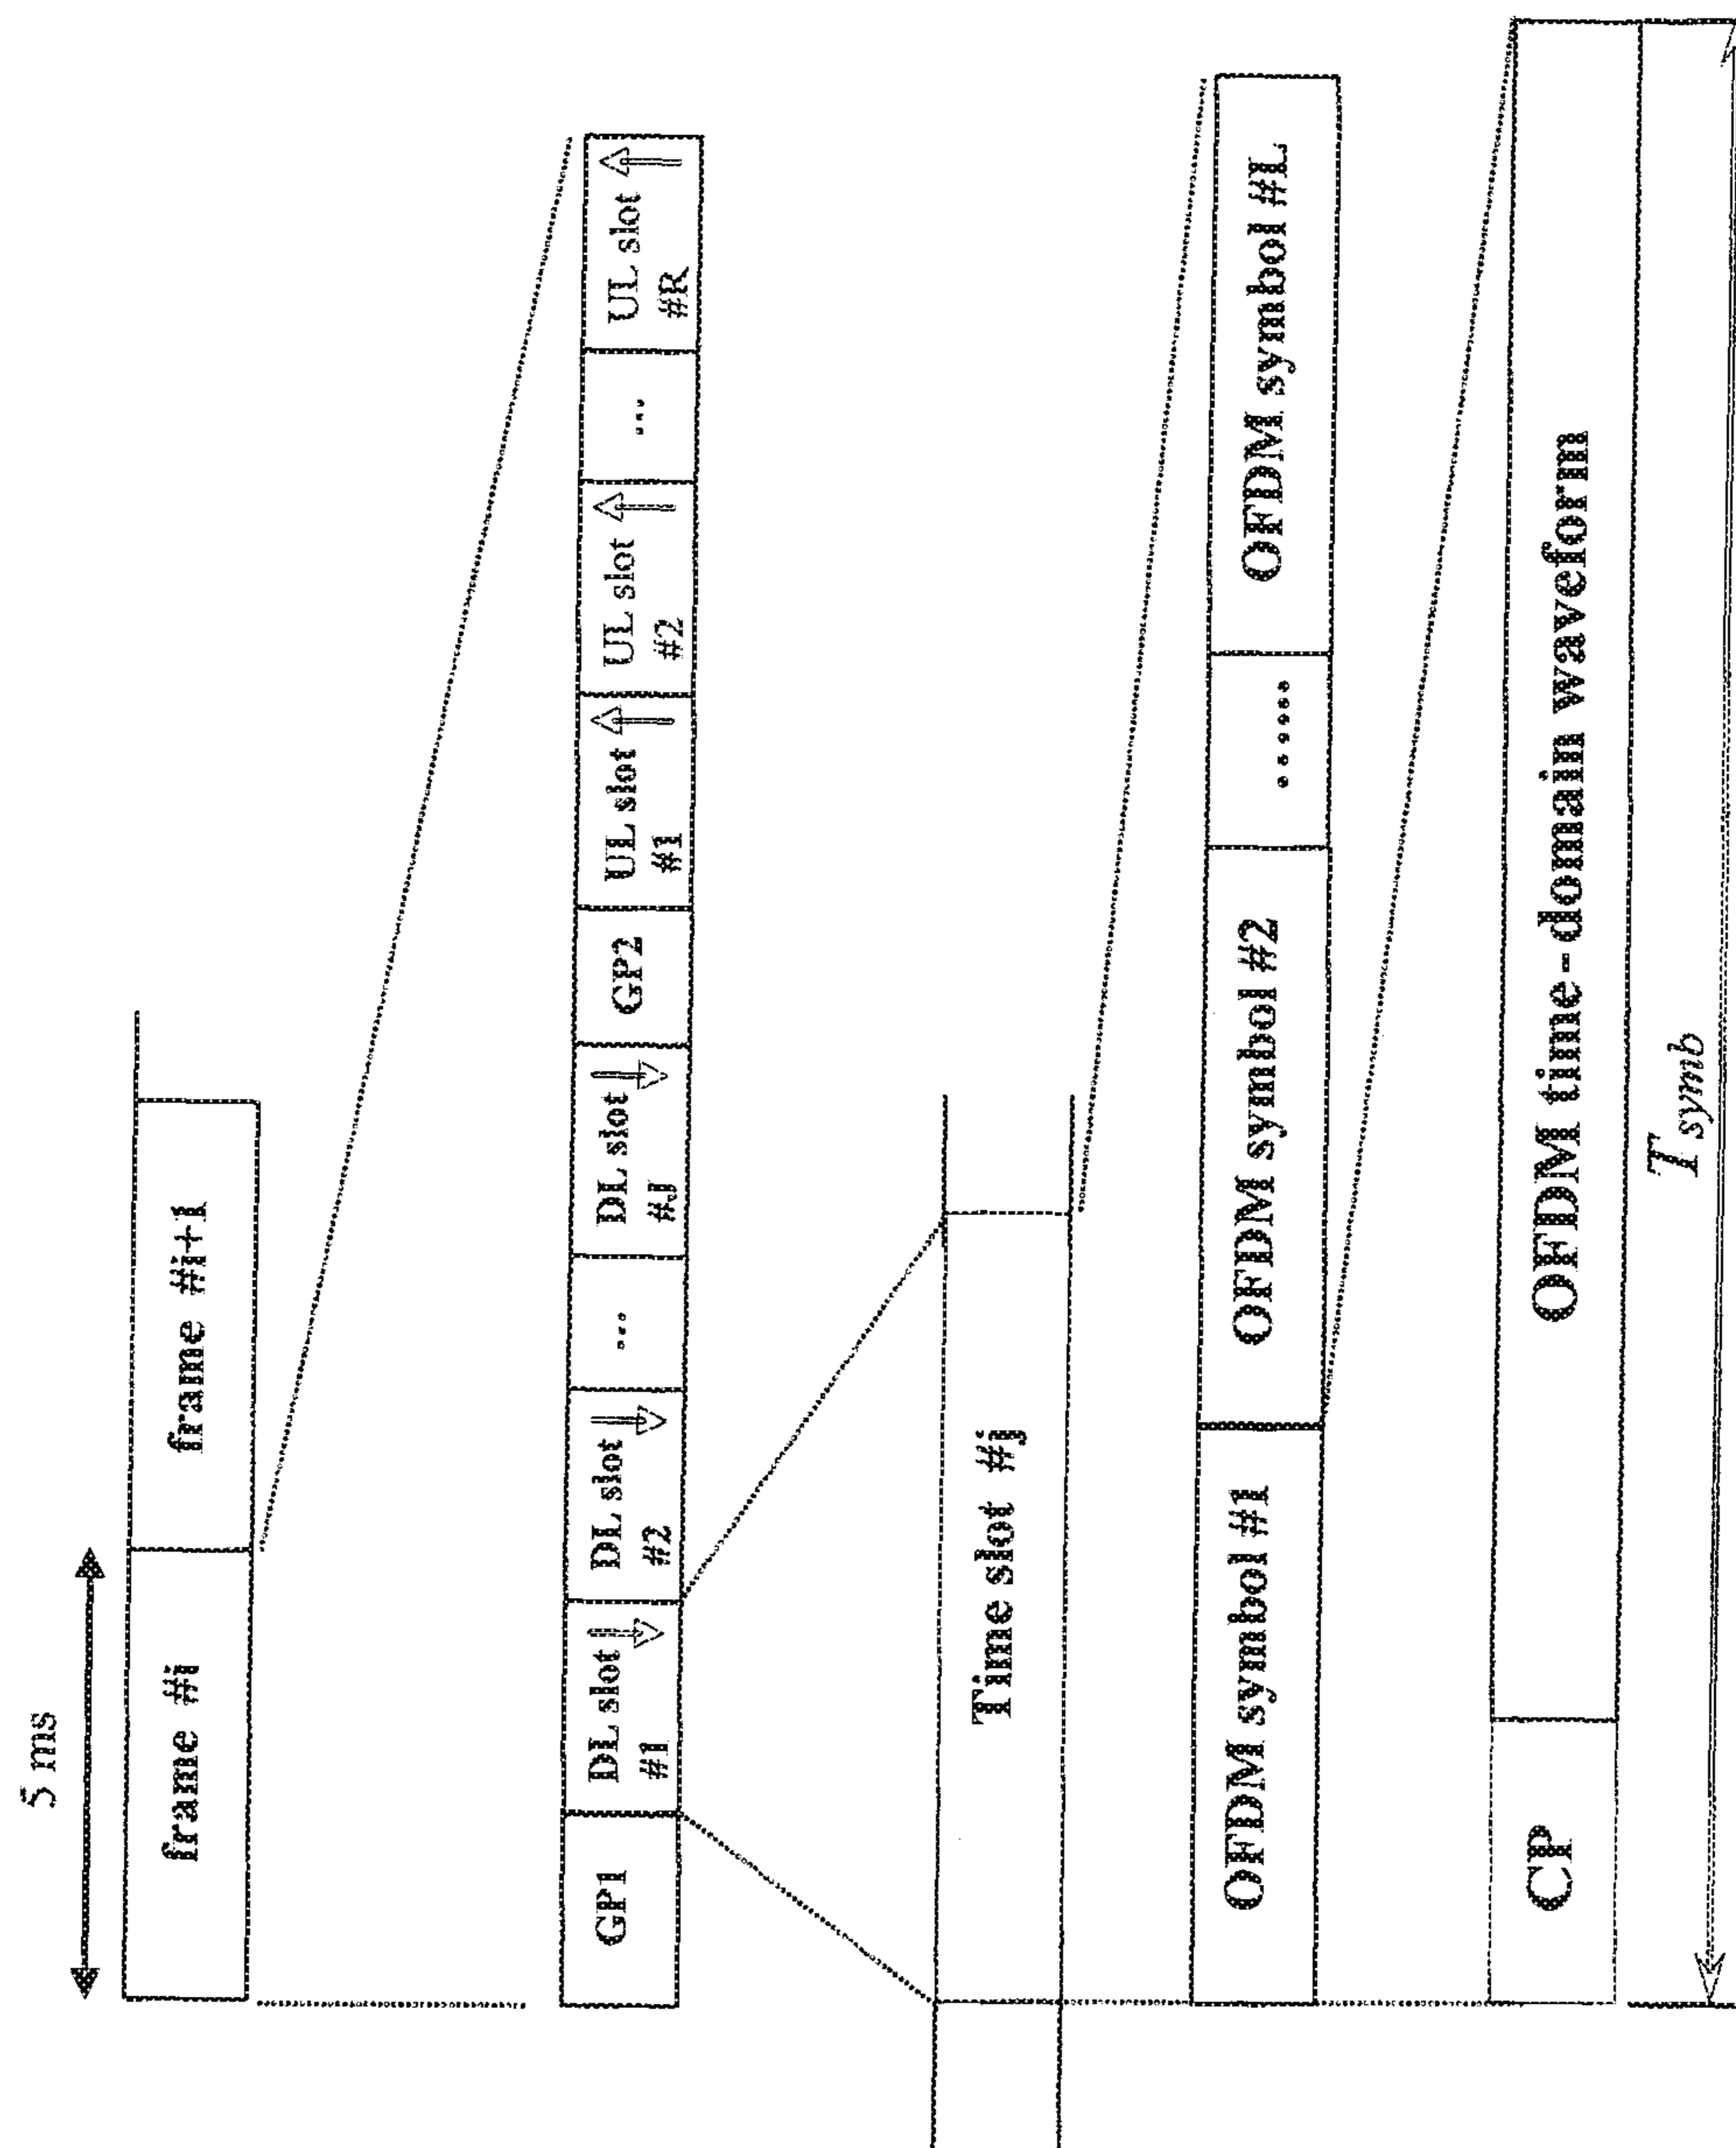 5 ms
frame #i
frame #i+1
GP1
DL slot
#1
DL slot
#2
...
DL slot
#J
GP2
UL slot
#1
UL slot
#2
...
UL slot
#R
Time slot #j
OFDM symbol #1
OFDM symbol #2
......
OFDM symbol #L
CP
OFDM time-domain waveform
Tsymb